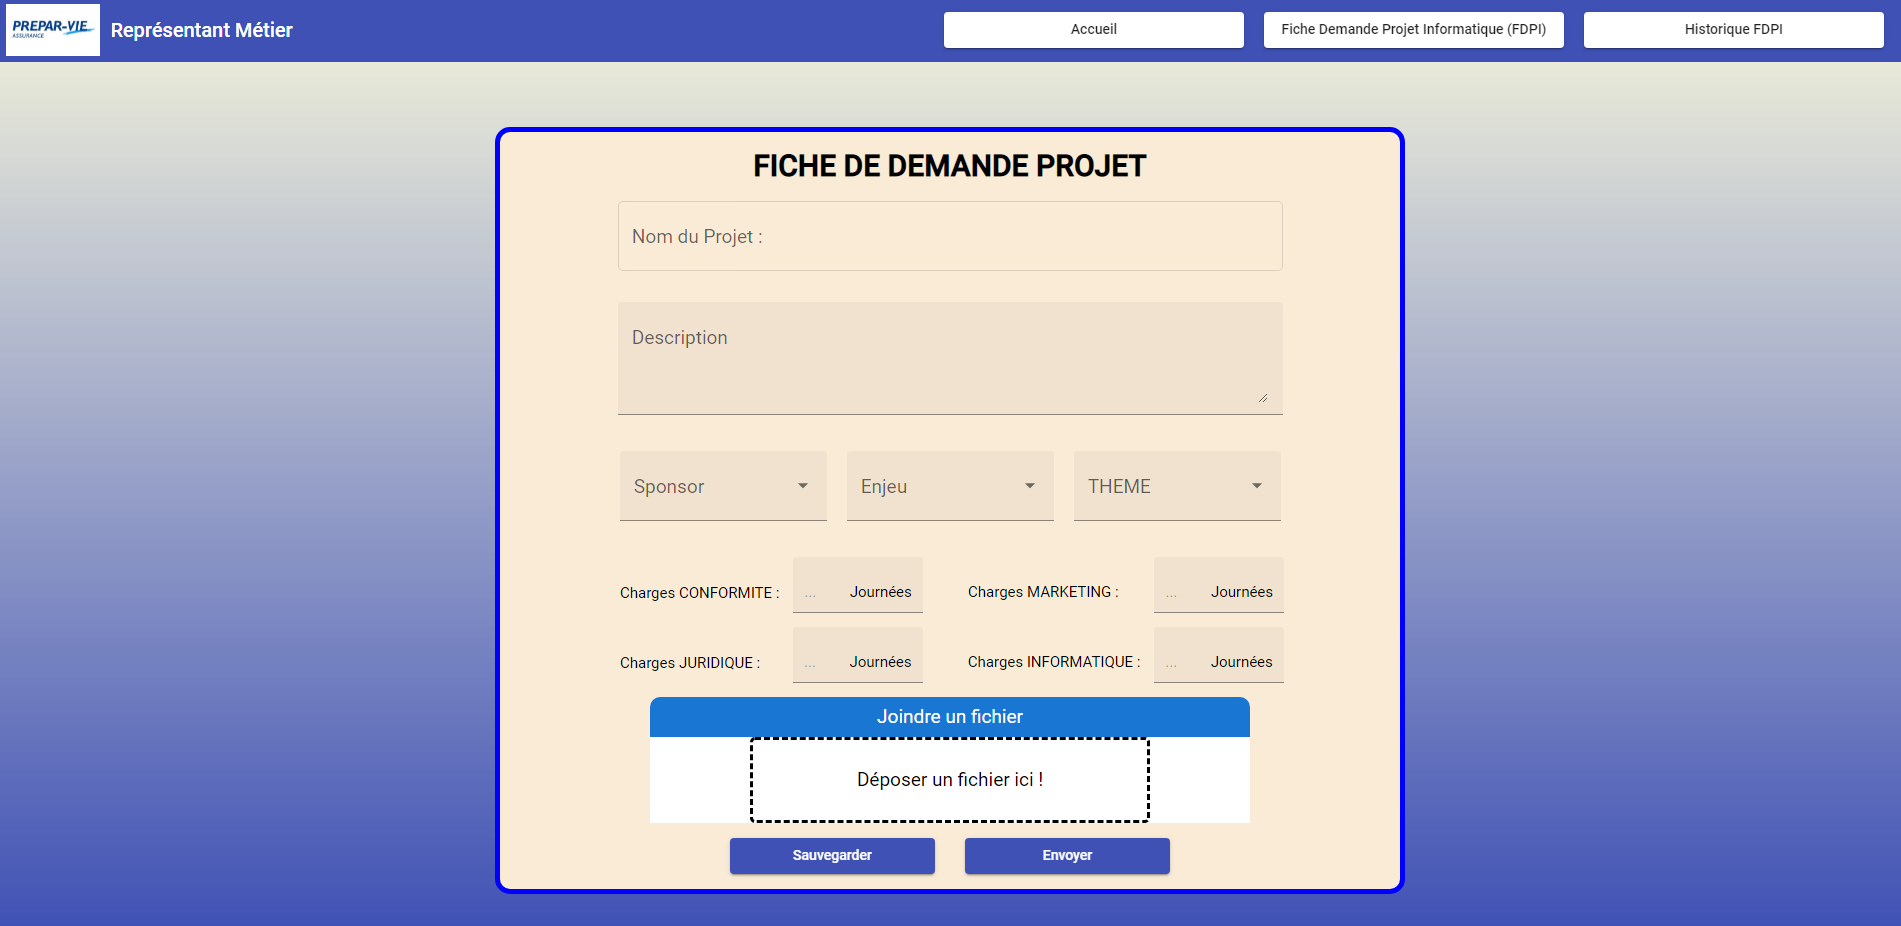 PREPAR-VIE
ASSURANCE
Représentant Métier
Accueil
Fiche Demande Projet Informatique (FDPI)
Historique FDPI
FICHE DE DEMANDE PROJET
Nom du Projet :
Description
Sponsor
Enjeu
THEME
Charges CONFORMITE :
... Journées
Charges MARKETING :
... Journées
Charges JURIDIQUE :
... Journées
Charges INFORMATIQUE :
... Journées
Joindre un fichier
Déposer un fichier ici !
Sauvegarder
Envoyer